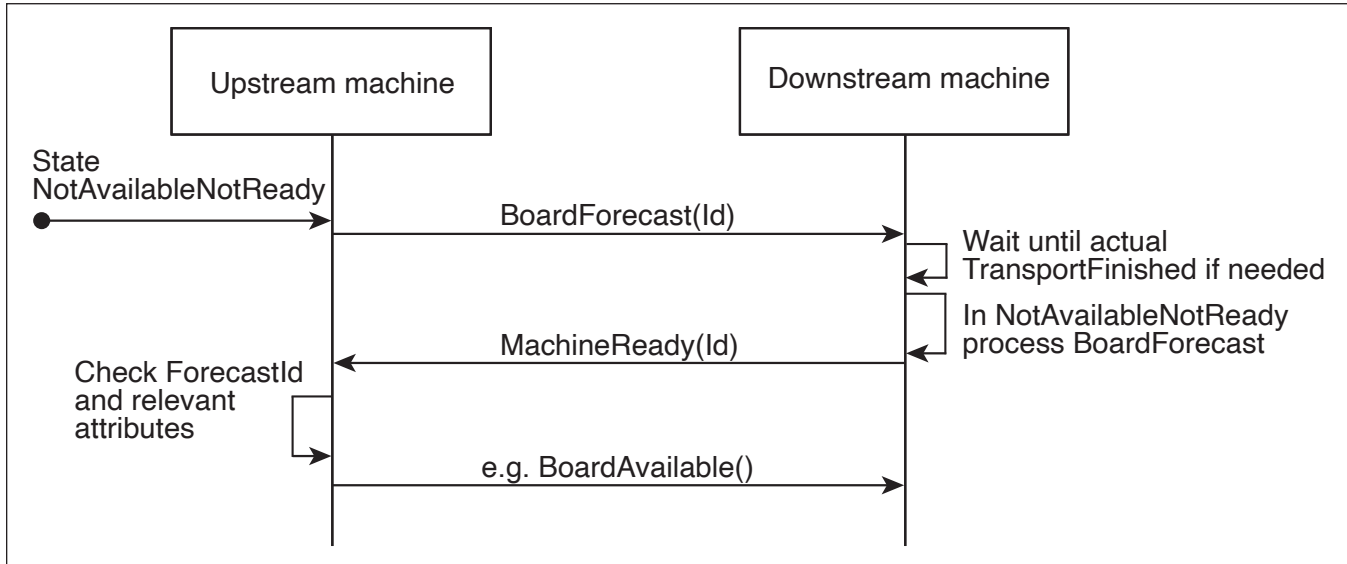 Upstream machine
Downstream machine
State
NotAvailableNotReady
BoardForecast(Id)
Wait until actual
TransportFinished if needed
In NotAvailableNotReady
process BoardForecast
MachineReady(Id)
Check ForecastId
and relevant
attributes
e.g. BoardAvailable()